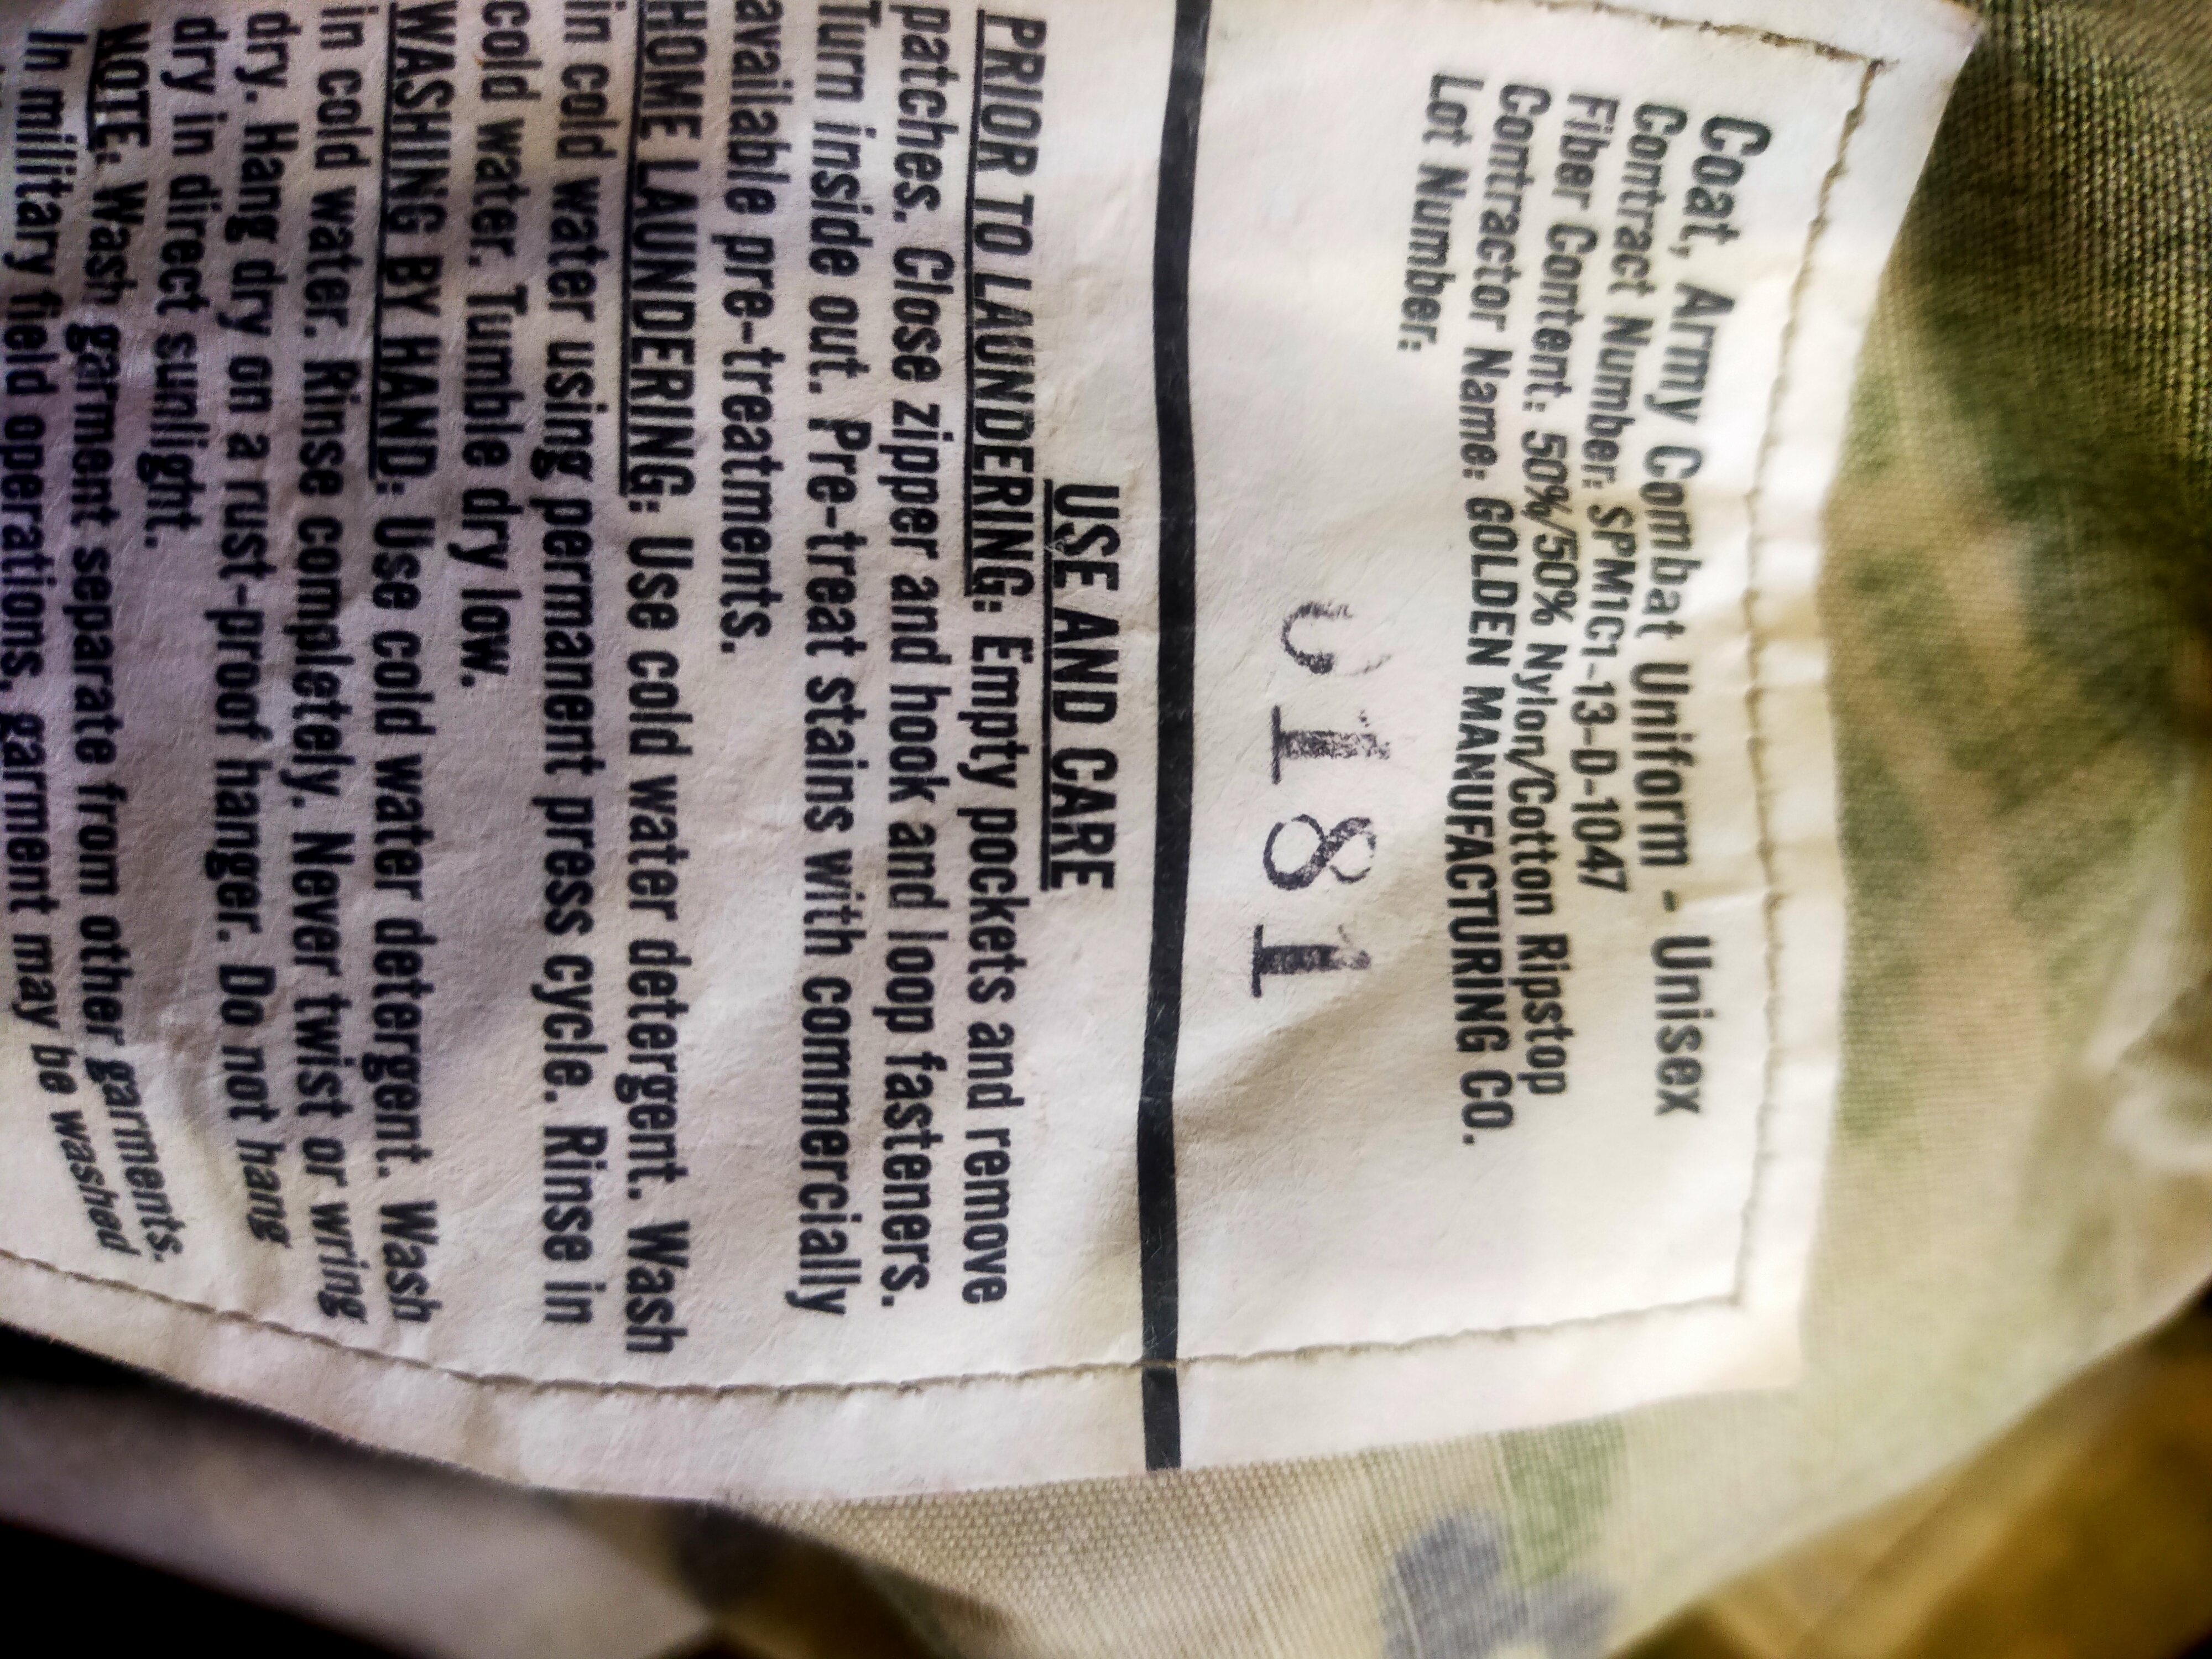 Coat, Army Combat Uniform - Unisex
Contract Number: SPM1C1-13-D-1047
Fiber Content: 50%/50% Nylon/Cotton Ripstop
Contractor Name: GOLDEN MANUFACTURING CO.
Lot Number:
0181
USE AND CARE
PRIOR TO LAUNDERING: Empty pockets and remove
patches. Close zipper and hook and loop fasteners.
Turn inside out. Pre-treat stains with commercially
available pre-treatments.
HOME LAUNDERING: Use cold water detergent. Wash
in cold water using permanent press cycle. Rinse in
cold water. Tumble dry low.
WASHING BY HAND: Use cold water detergent. Wash
in cold water. Rinse completely. Never twist or wring
dry. Hang dry on a rust-proof hanger. Do not hang
dry in direct sunlight.
NOTE: Wash garment separate from other garments.
In military field operations, garment may be washed